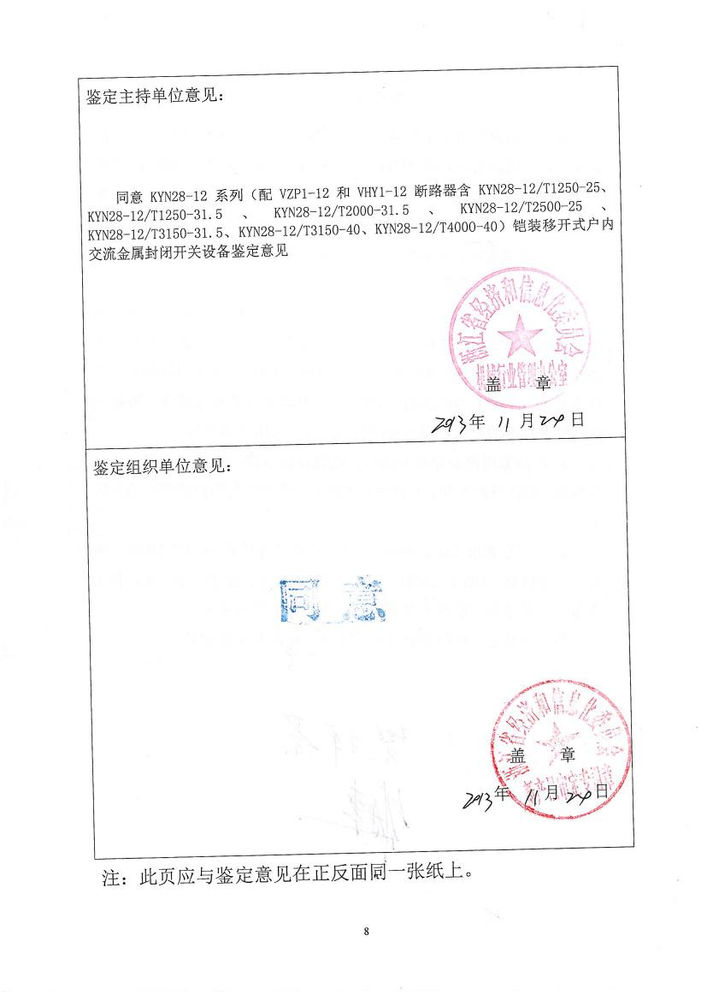 鉴定主持单位意见:
同意 KYN28-12 系列（配 VZP1-12 和 VHY1-12 断路器含 KYN28-12/T1250-25、
KYN28-12/T1250-31.5 、 KYN28-12/T2000-31.5 、 KYN28-12/T2500-25 、
KYN28-12/T3150-31.5、KYN28-12/T3150-40、KYN28-12/T4000-40）铠装移开式户内
交流金属封闭开关设备鉴定意见
浙江省经济和信息化委员会
机械行业管理办公室
盖 章
2013年 11 月24日
鉴定组织单位意见:
同 意
浙江省经济和信息化委员会
盖 章
2013年 11月24日
注: 此页应与鉴定意见在正反面同一张纸上。
8